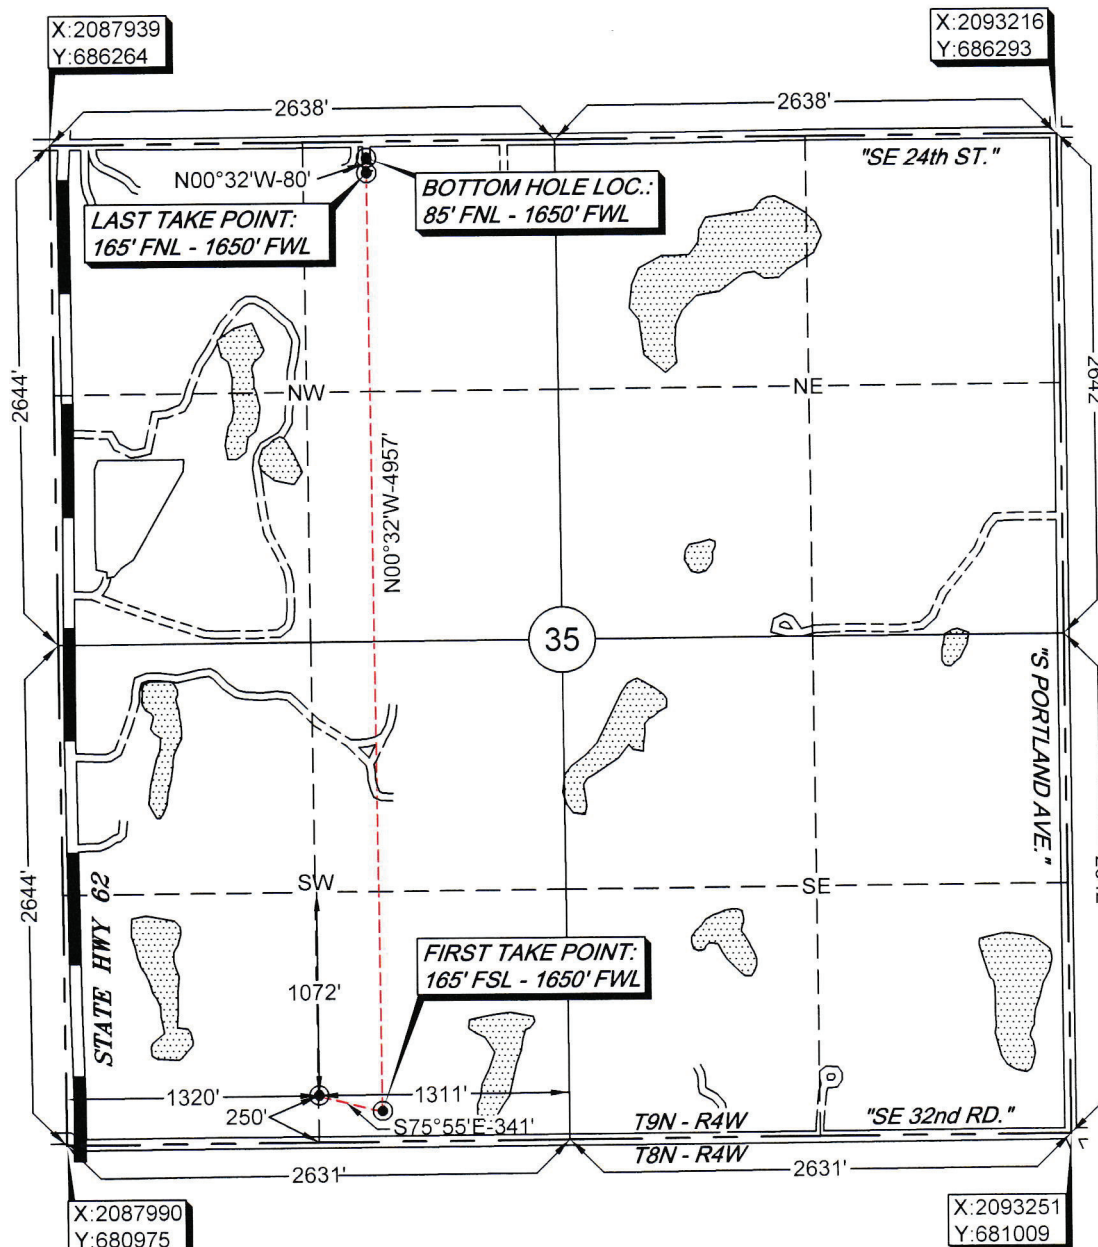 X:2087939
Y:686264
X:2093216
Y:686293
2638'
2638'
"SE 24th ST."
N00°32'W-80'
BOTTOM HOLE LOC.:
85' FNL - 1650' FWL
LAST TAKE POINT:
165' FNL - 1650' FWL
2644'
2642'
NW
NE
N00°32'W-4957'
35
"S PORTLAND AVE."
2644'
SW
SE
STATE HWY 62
FIRST TAKE POINT:
165' FSL - 1650' FWL
1072'
1320'
1311'
250'
S75°55'E-341'
T9N - R4W
"SE 32nd RD."
T8N - R4W
2631'
2631'
X:2087990
Y:680975
X:2093251
Y:681009